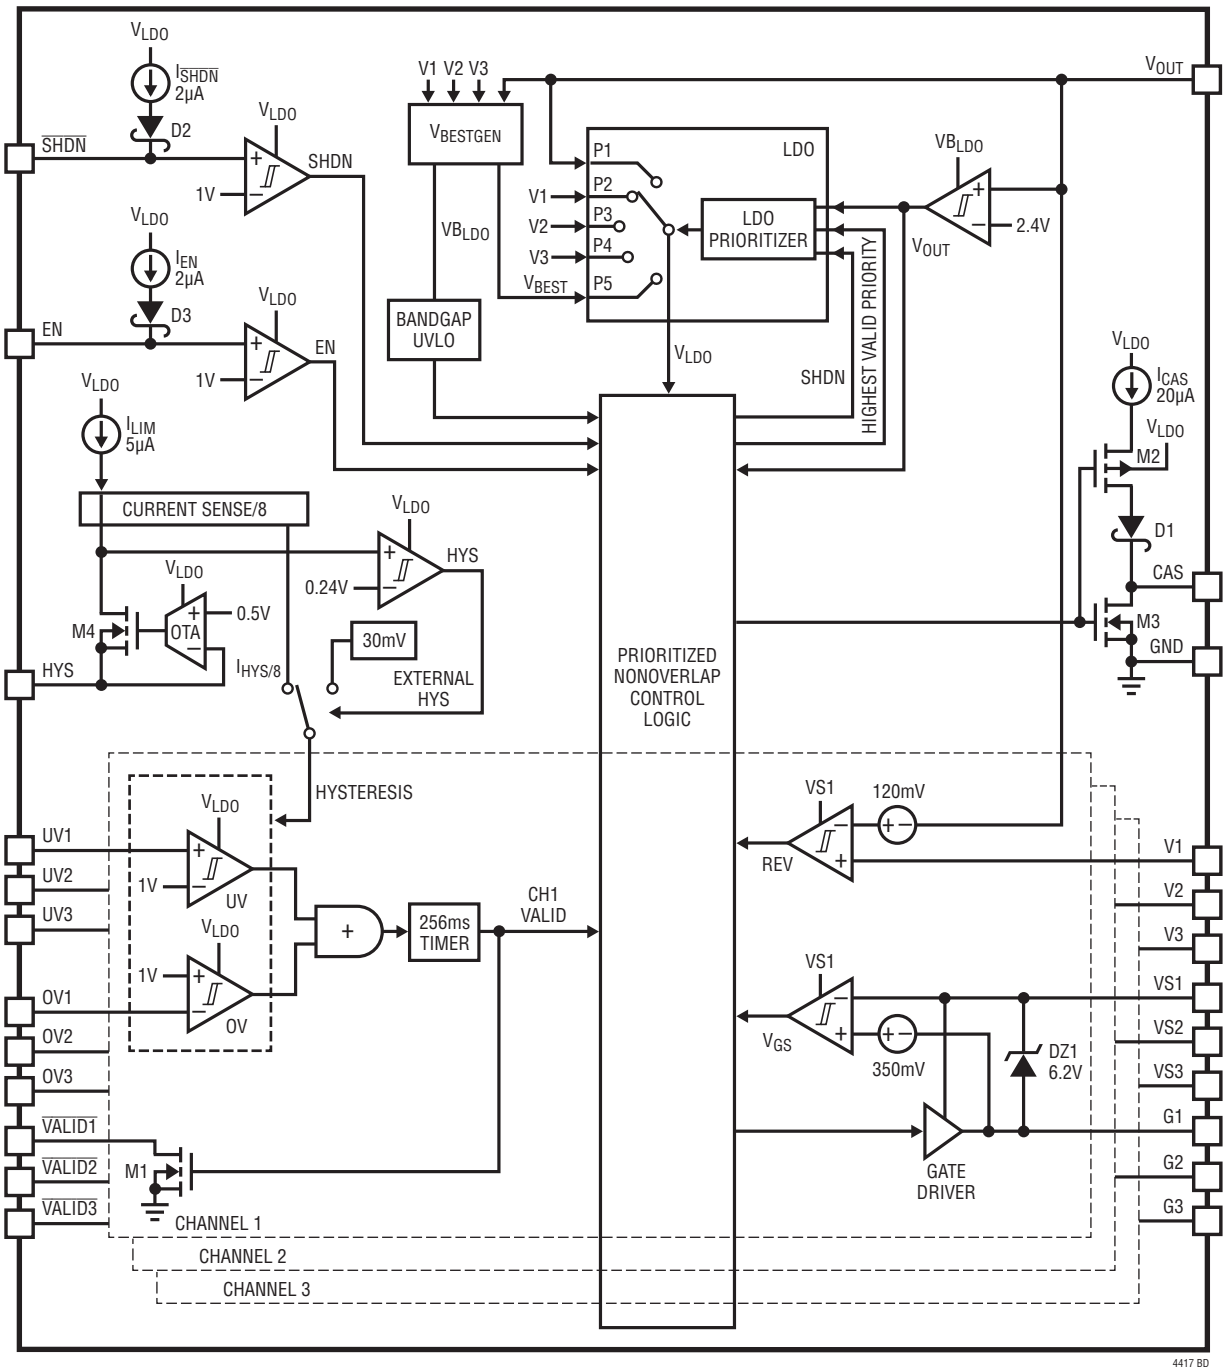 VLDO
ISHDN
2µA
D2
SHDN
VLDO
+
1V
−
SHDN
VLDO
IEN
2µA
D3
EN
VLDO
+
1V
−
EN
VLDO
ILIM
5µA
CURRENT SENSE/8
VLDO
+
0.24V
−
HYS
VLDO
M4
OTA
+
−
0.5V
HYS
IHYS/8
30mV
EXTERNAL
HYS
V1 V2 V3
VBESTGEN
VBLDO
BANDGAP
UVLO
LDO
P1
V1
P2
V2
P3
V3
P4
VBEST
P5
LDO
PRIORITIZER
VLDO
VBLDO
+
−
2.4V
VOUT
VOUT
SHDN
HIGHEST VALID PRIORITY
PRIORITIZED
NONOVERLAP
CONTROL
LOGIC
VLDO
ICAS
20µA
VLDO
M2
D1
CAS
M3
GND
HYSTERESIS
VLDO
UV1
+
1V
−
UV
UV2
UV3
VLDO
1V
+
−
OV
OV1
OV2
OV3
+
256ms
TIMER
CH1
VALID
VALID1
VALID2
VALID3
M1
CHANNEL 1
CHANNEL 2
CHANNEL 3
VS1
120mV
−
+
+ −
REV
V1
V2
V3
VS1
−
+
+ −
VGS
350mV
DZ1
6.2V
GATE
DRIVER
VS1
VS2
VS3
G1
G2
G3
4417 BD